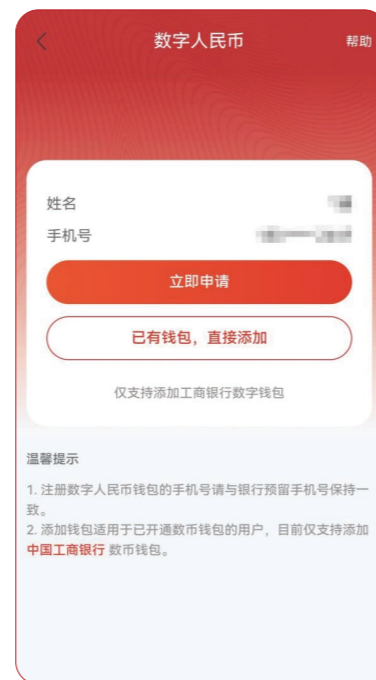 数字人民币
帮助
姓名
手机号
立即申请
已有钱包，直接添加
仅支持添加工商银行数字钱包
温馨提示
1. 注册数字人民币钱包的手机号请与银行预留手机号保持一
致。
2. 添加钱包适用于已开通数币钱包的用户，目前仅支持添加
中国工商银行 数币钱包。